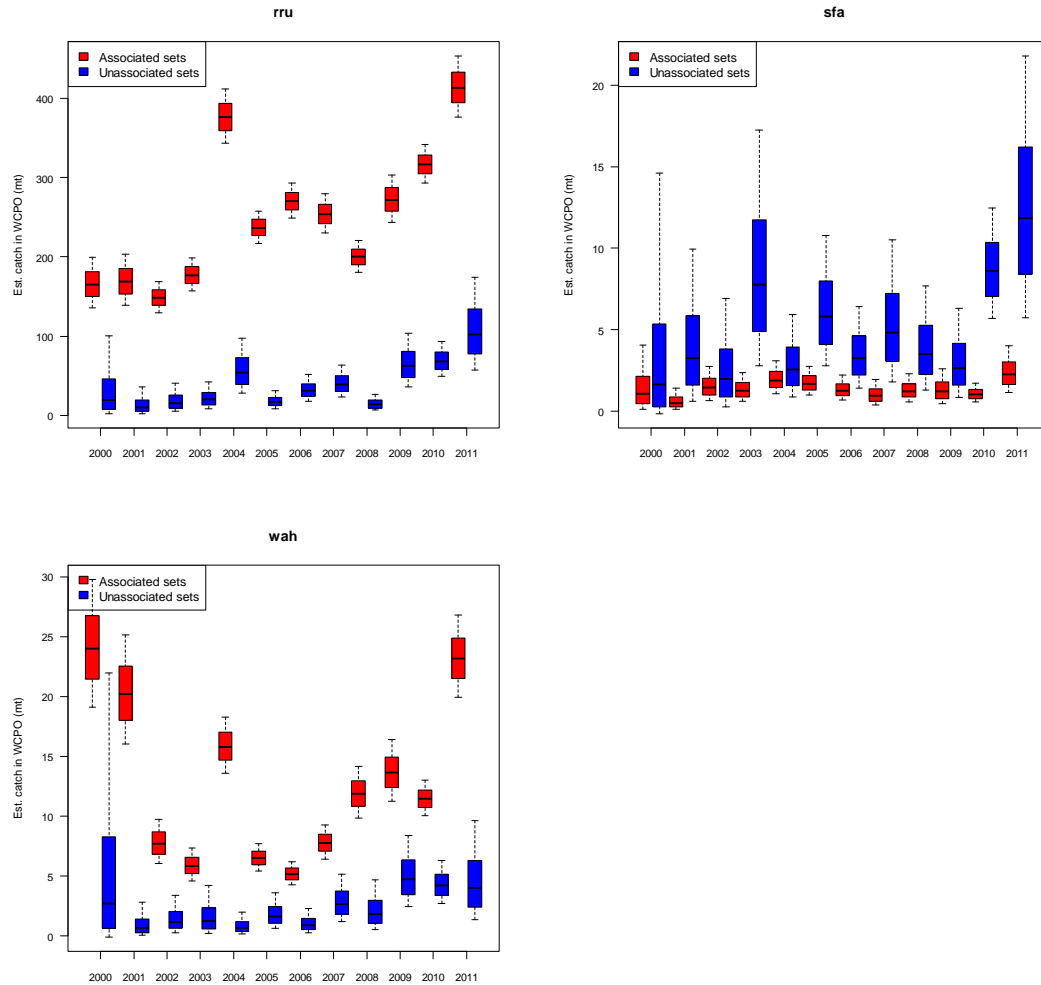 rru
Associated sets
Unassociated sets
Est. catch in WCPO (mt)
400
300
200
100
0
2000 2001 2002 2003 2004 2005 2006 2007 2008 2009 2010 2011
sfa
Associated sets
Unassociated sets
Est. catch in WCPO (mt)
20
15
10
5
0
2000 2001 2002 2003 2004 2005 2006 2007 2008 2009 2010 2011
wah
Associated sets
Unassociated sets
Est. catch in WCPO (mt)
30
25
20
15
10
5
0
2000 2001 2002 2003 2004 2005 2006 2007 2008 2009 2010 2011